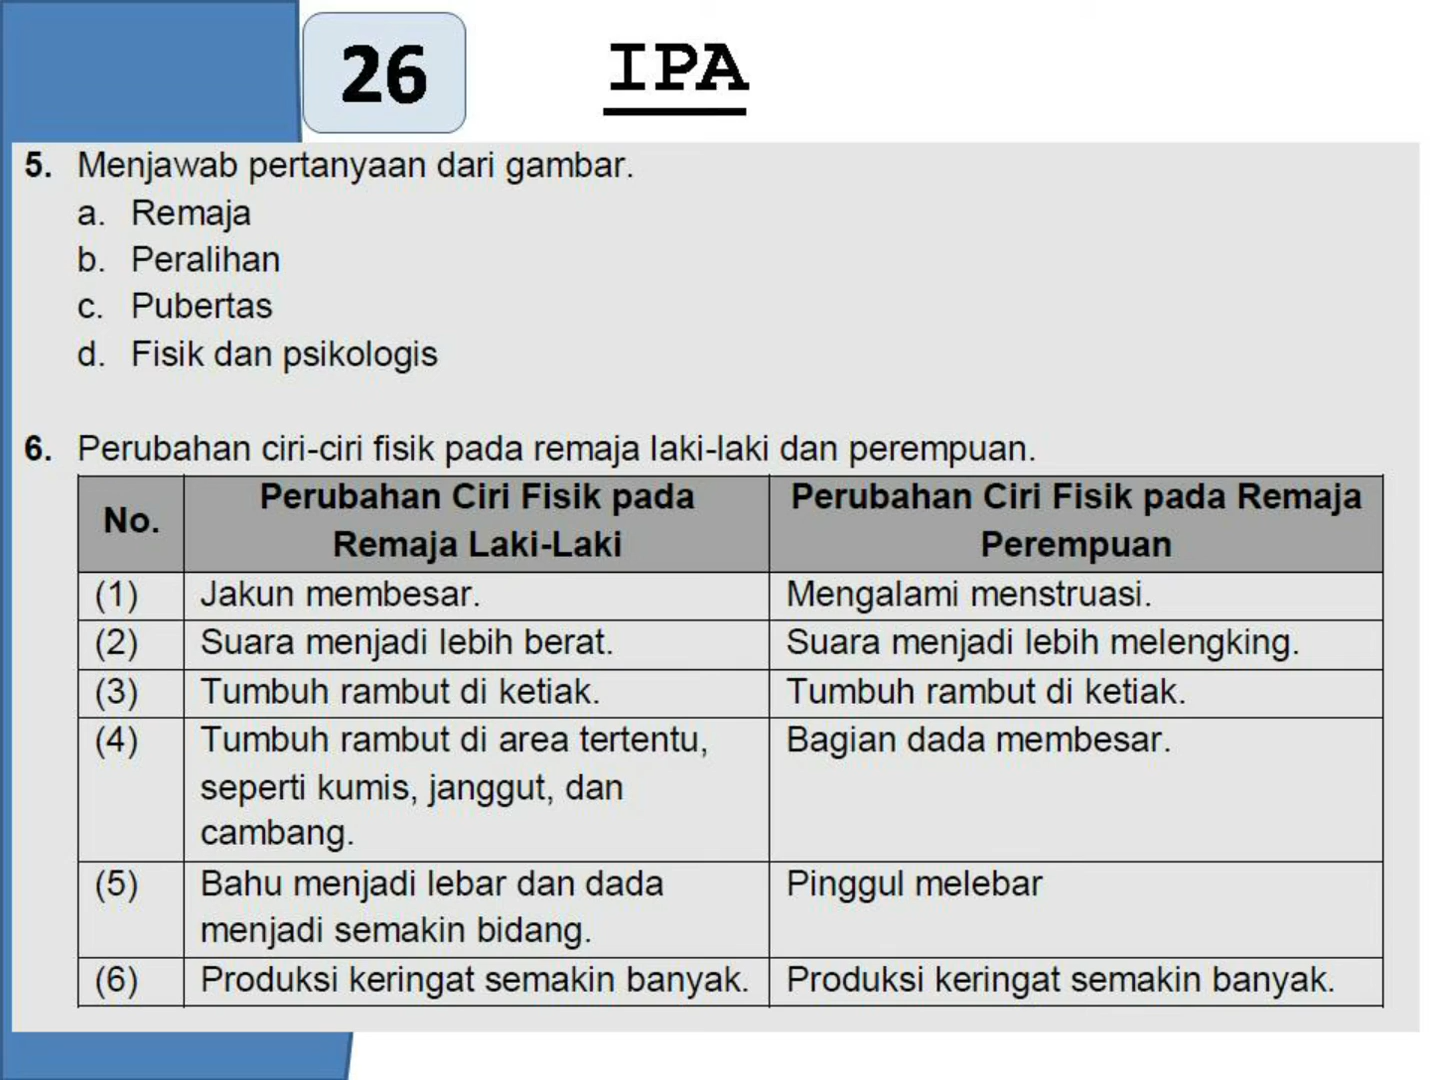 26
IPA
5. Menjawab pertanyaan dari gambar.
a. Remaja
b. Peralihan
c. Pubertas
d. Fisik dan psikologis
6. Perubahan ciri-ciri fisik pada remaja laki-laki dan perempuan.
No.
Perubahan Ciri Fisik pada
Remaja Laki-Laki
Perubahan Ciri Fisik pada Remaja
Perempuan
(1) Jakun membesar. Mengalami menstruasi.
(2) Suara menjadi lebih berat. Suara menjadi lebih melengking.
(3) Tumbuh rambut di ketiak. Tumbuh rambut di ketiak.
(4) Tumbuh rambut di area tertentu, Bagian dada membesar.
seperti kumis, janggut, dan
cambang.
(5) Bahu menjadi lebar dan dada Pinggul melebar
menjadi semakin bidang.
(6) Produksi keringat semakin banyak. Produksi keringat semakin banyak.